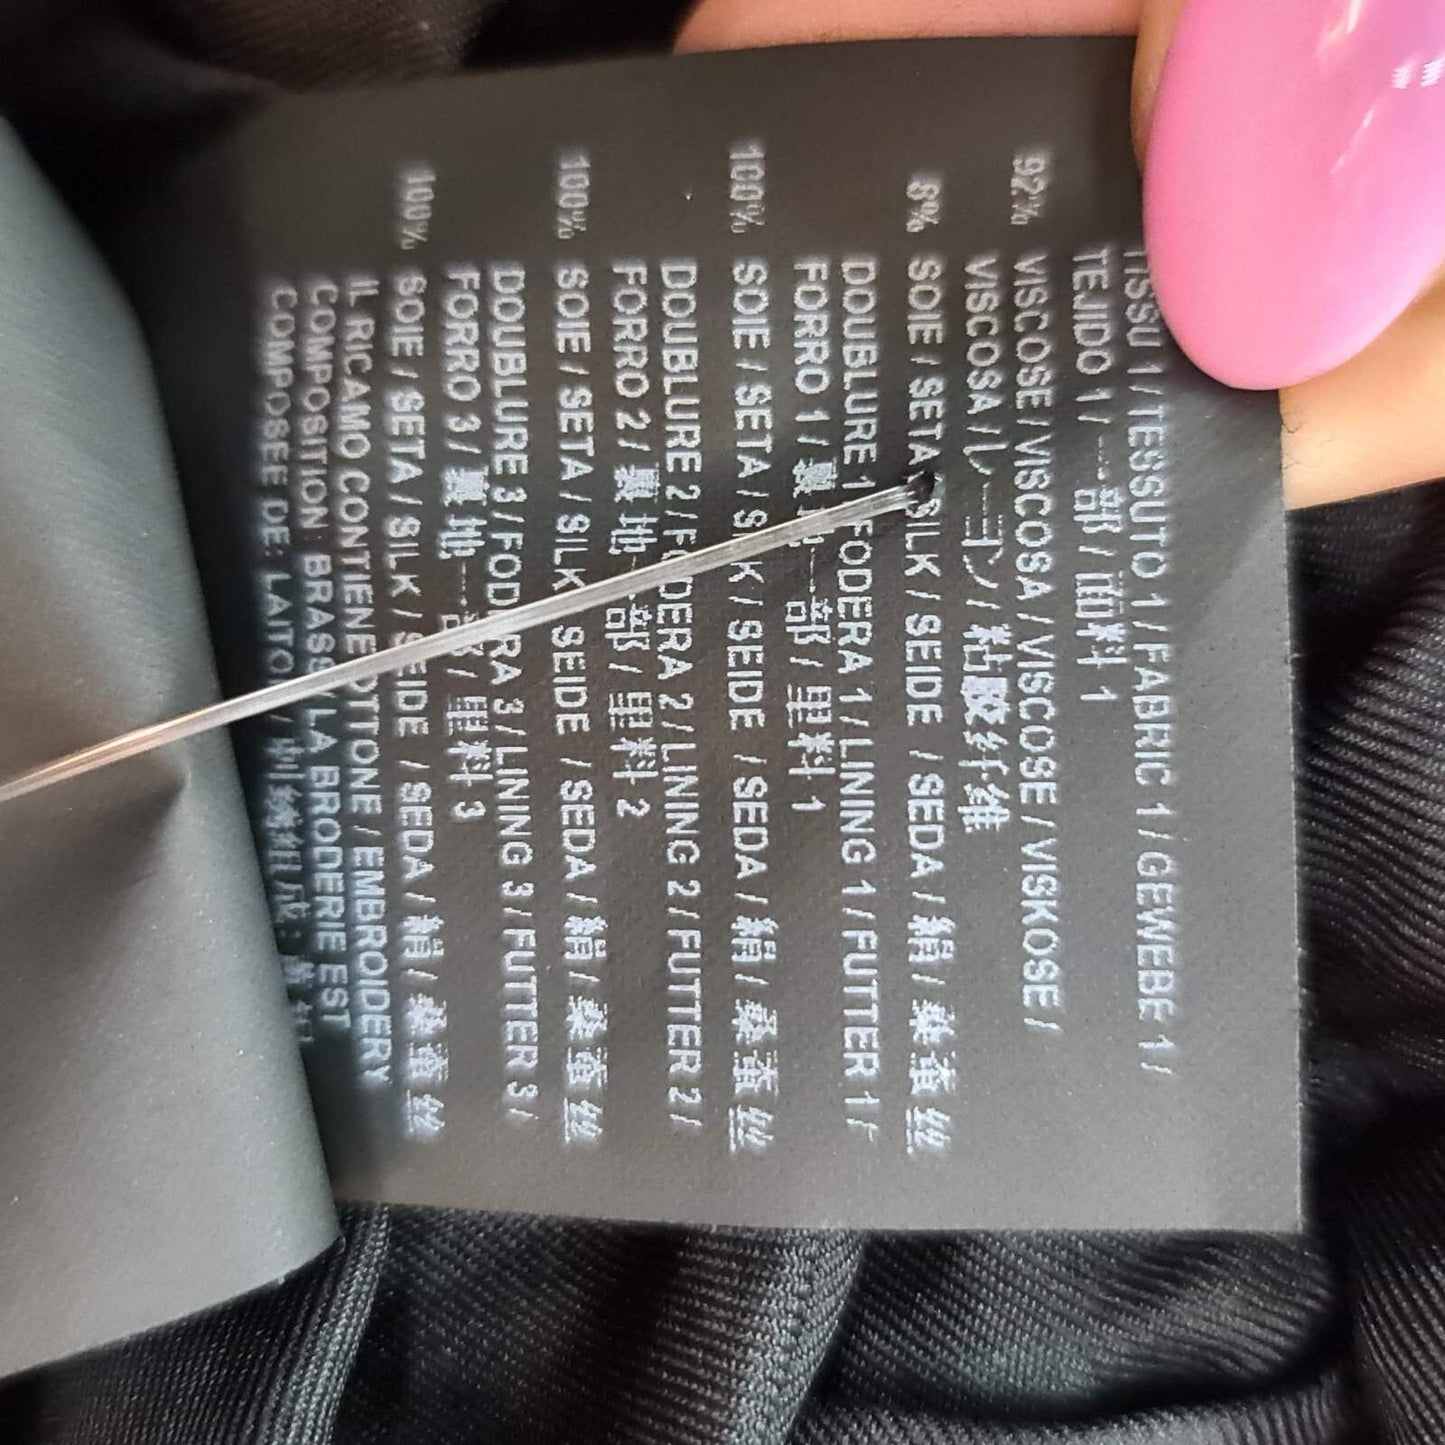 TISSU 1 / TESSUTO 1 / FABRIC 1 / GEWEBE 1 /
TEJIDO 1 / 一部 / 面料 1
92% VISCOSE / VISCOSA / VISCOSE / VISKOSE /
VISCOSA / レーヨン / 粘胶纤维
8% SOIE / SETA / SILK / SEIDE / SEDA / 絹 / 桑蚕丝
DOUBLURE 1 / FODERA 1 / LINING 1 / FUTTER 1 /
FORRO 1 / 裏地一部 / 里料 1
100% SOIE / SETA / SILK / SEIDE / SEDA / 絹 / 桑蚕丝
DOUBLURE 2 / FODERA 2 / LINING 2 / FUTTER 2 /
FORRO 2 / 裏地一部 / 里料 2
100% SOIE / SETA / SILK / SEIDE / SEDA / 絹 / 桑蚕丝
DOUBLURE 3 / FODERA 3 / LINING 3 / FUTTER 3 /
FORRO 3 / 裏地一部 / 里料 3
100% SOIE / SETA / SILK / SEIDE / SEDA / 絹 / 桑蚕丝
IL RICAMO CONTIENE OTTONE / EMBROIDERY
COMPOSITION: BRASS / LA BRODERIE EST
COMPOSEE DE: LAITO /